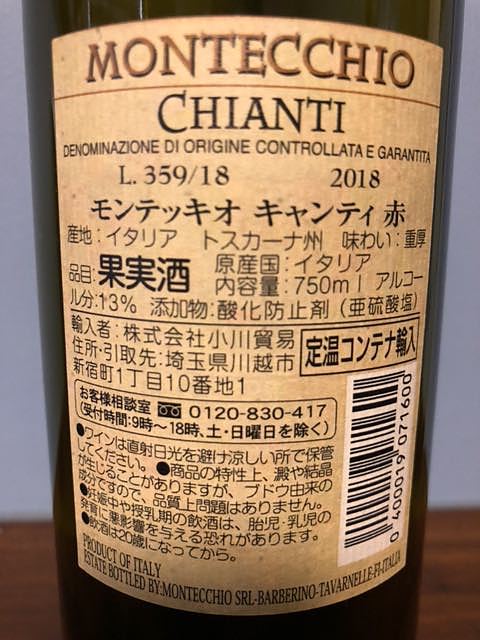 MONTECCHIO
CHIANTI
DENOMINAZIONE DI ORIGINE CONTROLLATA E GARANTITA
L. 359/18 2018
モンテッキオ キャンティ 赤
産地：イタリア トスカーナ州 味わい：重厚
品目：果実酒 原産国：イタリア
内容量：750ml アルコー
ル分：13% 添加物：酸化防止剤（亜硫酸塩）
輸入者：株式会社小川貿易
住所・引取先：埼玉県川越市
新宿町1丁目10番地1
定温コンテナ輸入
お客様相談室 0120-830-417
（受付時間：9時〜18時、土・日曜日を除く）
●ワインは直射日光を避け涼しい所で保管
してください。 ●商品の特性上、澱や結晶
が生じることがありますが、ブドウ由来の
成分ですので、品質上問題はありません。
●妊娠中や授乳期の飲酒は、胎児・乳児の
発育に悪影響を与える恐れがあります。
●飲酒は20歳になってから。
PRODUCT OF ITALY
ESTATE BOTTLED BY:MONTECCHIO SRL-BARBERINO-TAVARNELLE-FI-ITALIA
0 400019 071600